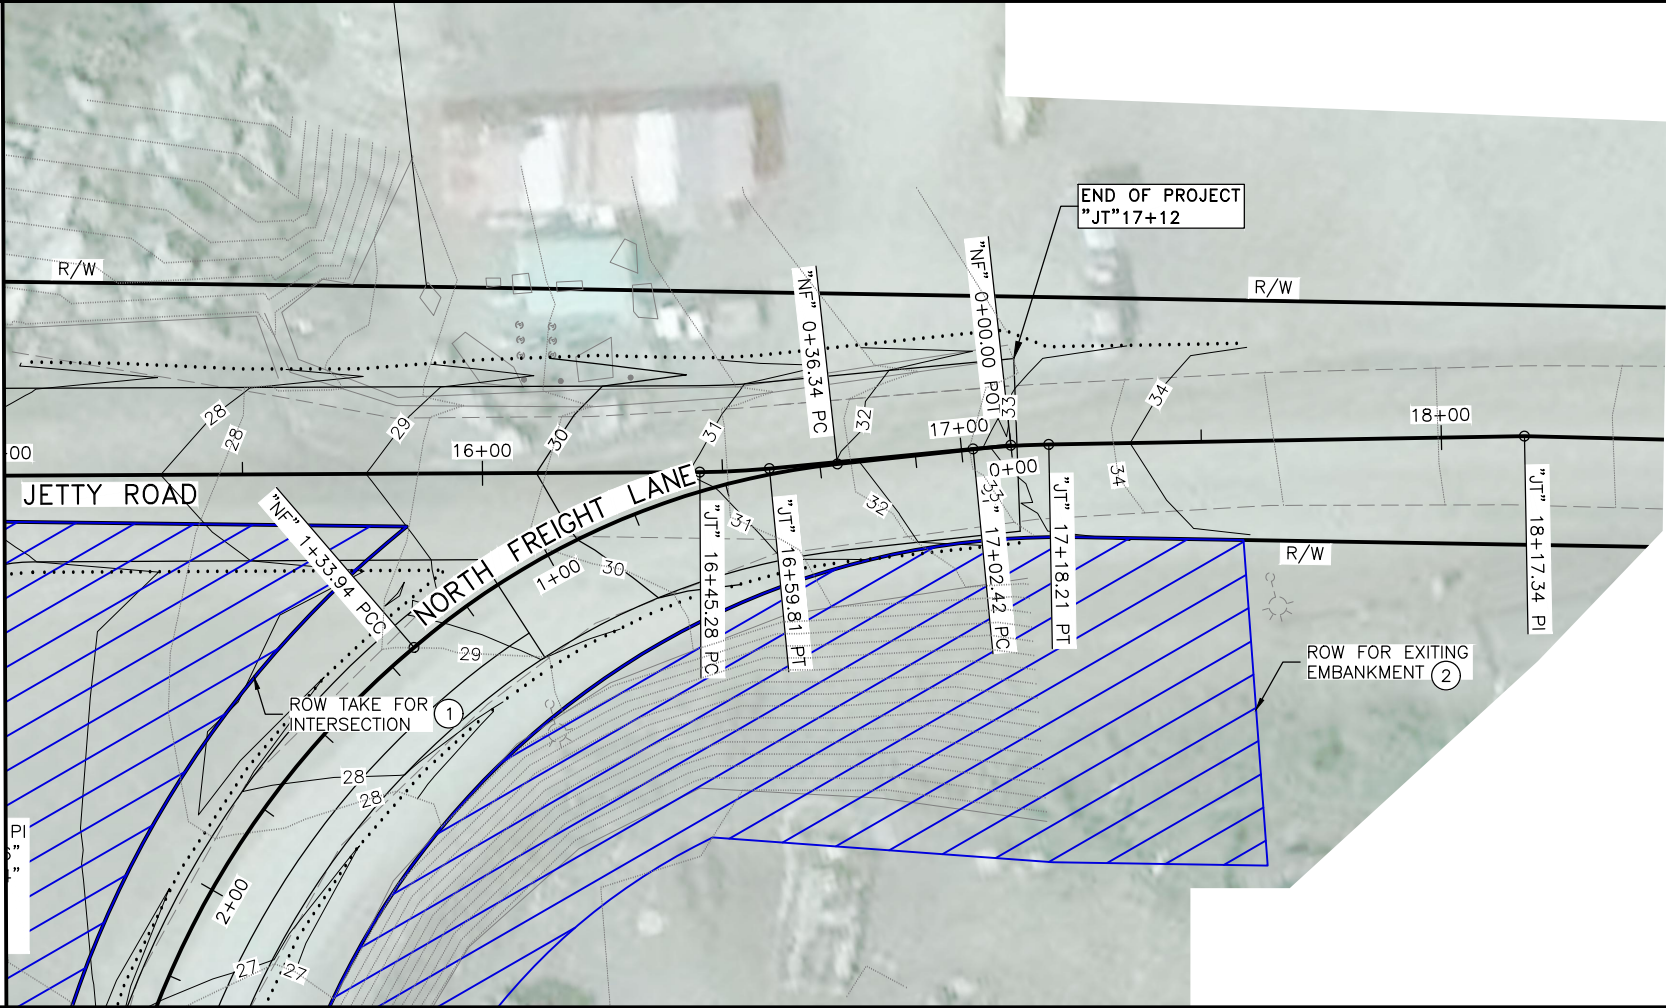 END OF PROJECT
"JT" 17+12
R/W
R/W
"NF" 0+36.34 PC
"NF" 0+00.00 POT
33
34
28
28
29
30
31
32
17+00
18+00
+00
16+00
JETTY ROAD
0+00
33
34
NORTH FREIGHT LANE
"NF" 1+33.94 PCC
1+00
30
31
32
"JT" 16+45.28 PC
"JT" 16+59.81 PT
17+02.42 PC
"JT" 17+18.21 PT
"JT" 18+17.34 PI
R/W
29
ROW FOR EXITING
EMBANKMENT 2
ROW TAKE FOR
INTERSECTION 1
28
28
PI
2+00
27
27